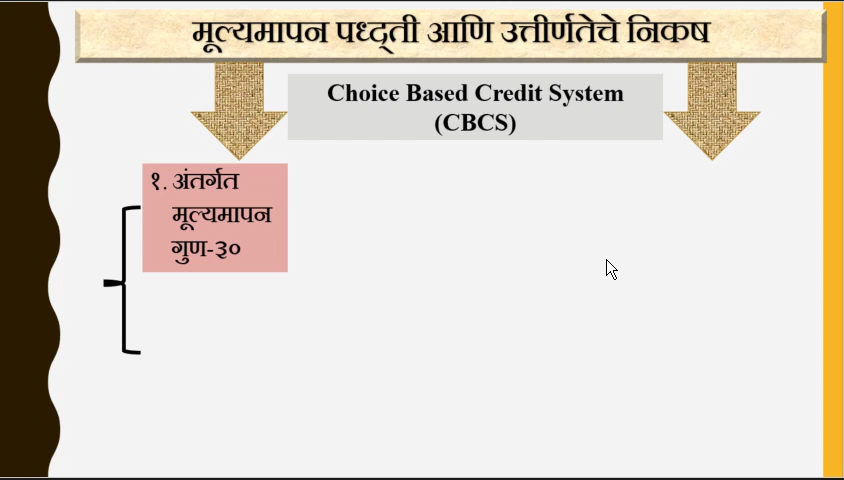 मूल्यमापन पध्द्ती आणि उत्तीर्णतेचे निकष
Choice Based Credit System
(CBCS)
१. अंतर्गत
मूल्यमापन
गुण-३०